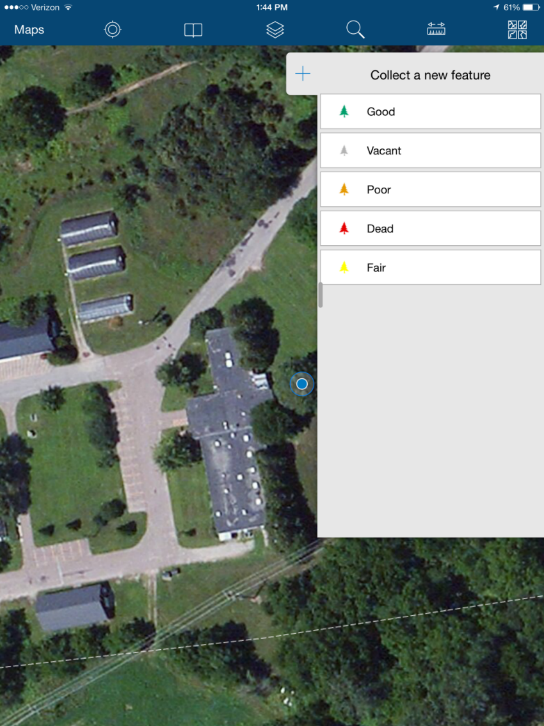 Verizon
1:44 PM
61%
Maps
Collect a new feature
Good
Vacant
Poor
Dead
Fair